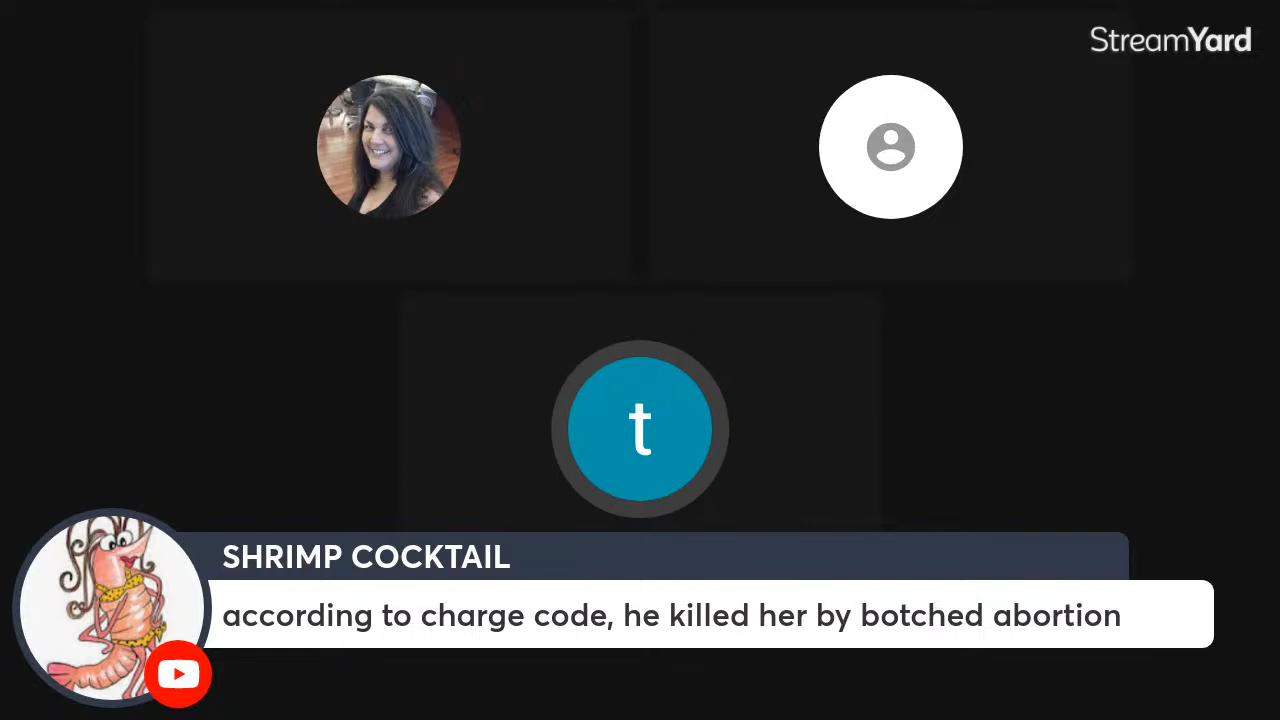 StreamYard
t
SHRIMP COCKTAIL
according to charge code, he killed her by botched abortion